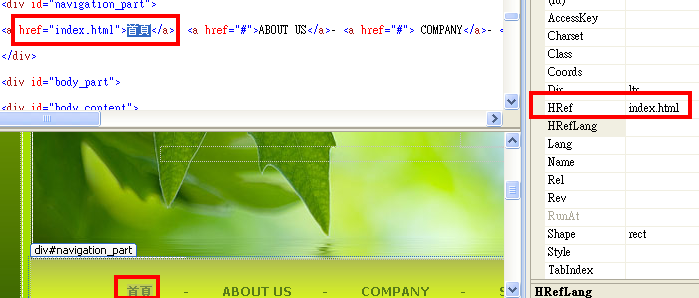 <div id="navigation_part">
<a href="index.html">首頁</a> <a href="#">ABOUT US</a>- <a href="#"> COMPANY</a>- <
</div>
<div id="body_part">
<div id="body_content">
div#navigation_part
首頁 - ABOUT US - COMPANY - S
(Id)
AccessKey
Charset
Class
Coords
Dir ltr
HRef index.html
HRefLang
Lang
Name
Rel
Rev
RunAt
Shape rect
Style
TabIndex
HRefLang